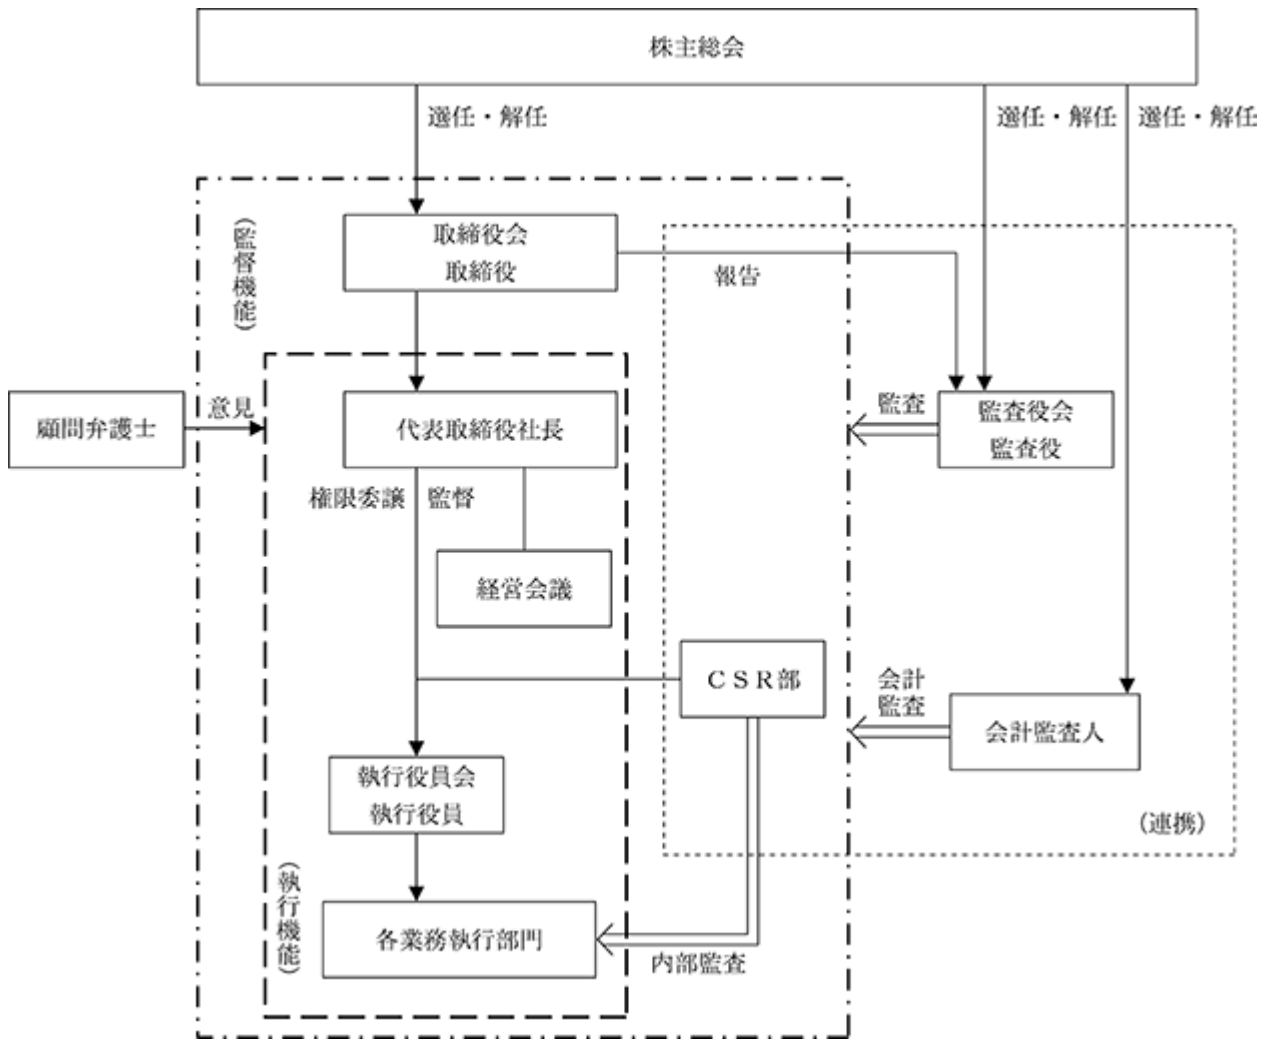 株主総会
選任・解任
選任・解任
選任・解任
(監督機能)
取締役会
取締役
報告
顧問弁護士
意見
代表取締役社長
監査
監査役会
監査役
権限委譲
監督
経営会議
CSR部
会計
監査
会計監査人
執行役員会
執行役員
(連携)
(執行機能)
各業務執行部門
内部監査